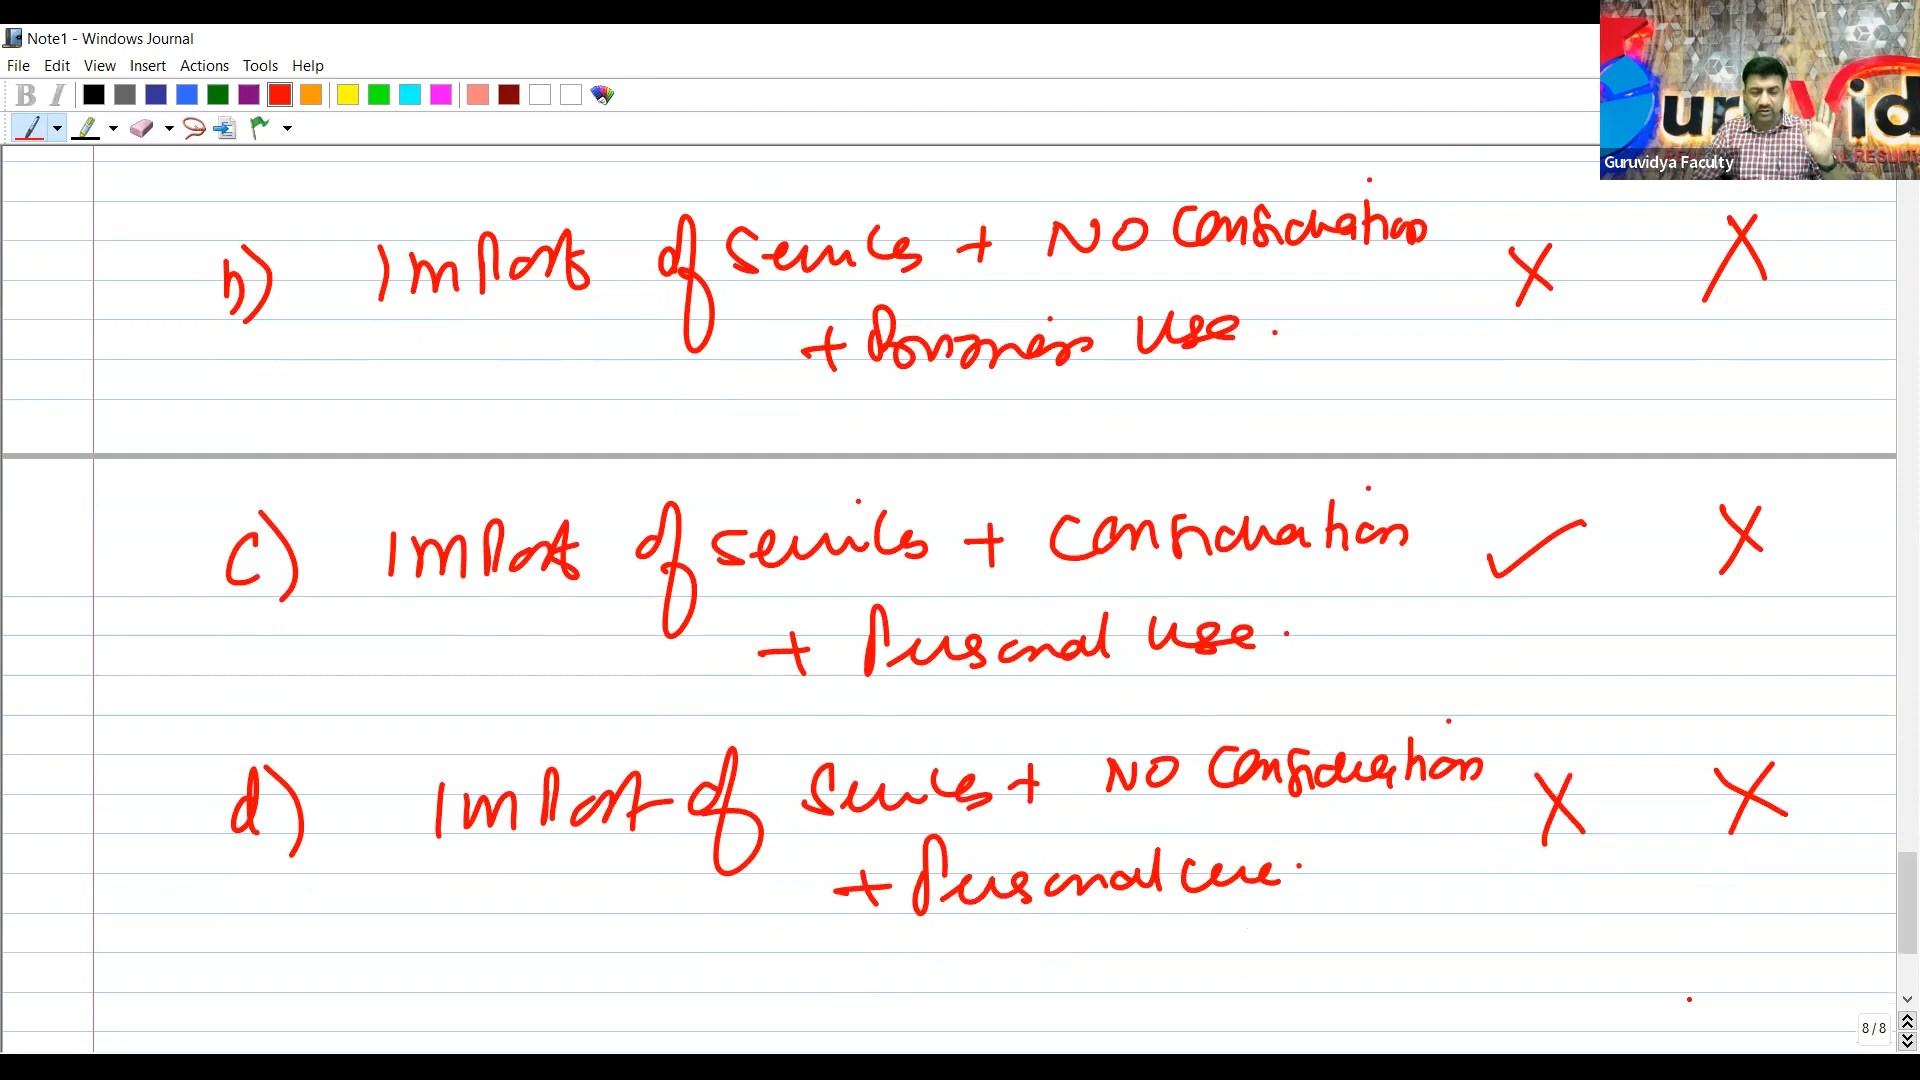 Note1 - Windows Journal
File Edit View Insert Actions Tools Help
B I
Guruvidya Faculty
b) Import of Services + NO Consideration X X
+ Business Use.
c) Import of Services + Consideration ✓ X
+ Personal Use.
d) Import of Services + NO Consideration X X
+ Personal use.
8 / 8